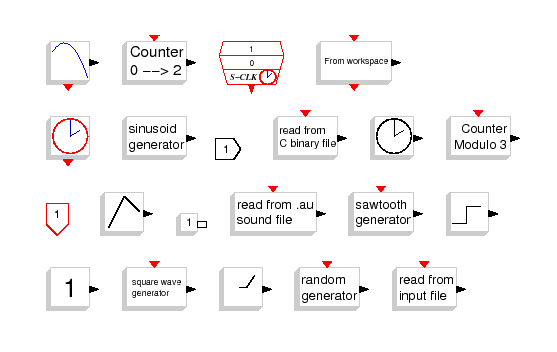 Counter
0 --> 2
1
0
S-CLK
From workspace
sinusoid
generator
1
read from
C binary file
Counter
Modulo 3
1
1
read from .au
sound file
sawtooth
generator
1
square wave
generator
random
generator
read from
input file